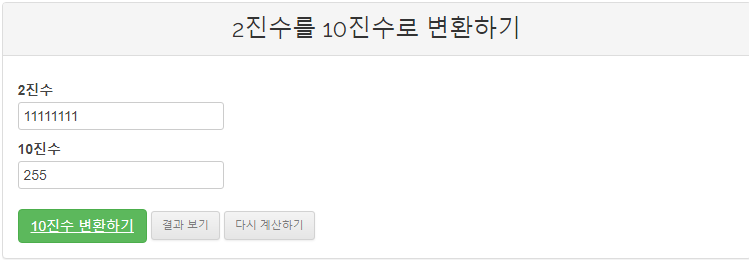 2진수를 10진수로 변환하기
2진수
11111111
10진수
255
10진수 변환하기 결과 보기 다시 계산하기